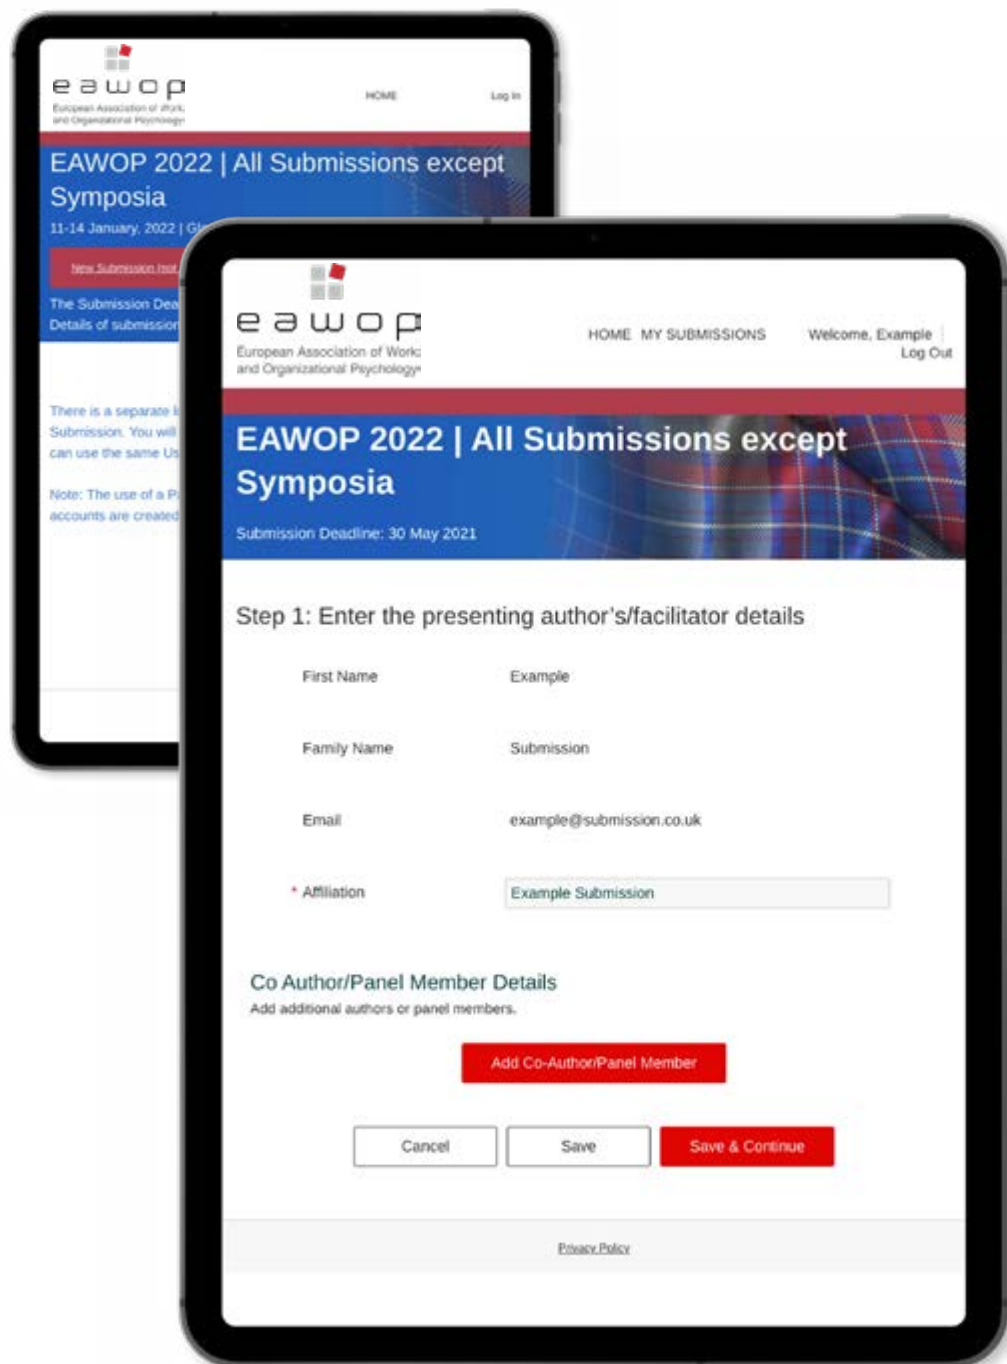 eawop
European Association of Work
and Organizational Psychology
HOME
Log in
EAWOP 2022 | All Submissions except
Symposia
11-14 January, 2022 |
New Submission (not
The Submission
Details of submission
There is a separate
Submission. You will
can use the same
Note: The use of a
accounts are created
eawop
European Association of Work
and Organizational Psychology
HOME MY SUBMISSIONS
Welcome, Example
Log Out
EAWOP 2022 | All Submissions except
Symposia
Submission Deadline: 30 May 2021
Step 1: Enter the presenting author's/facilitator details
First Name Example
Family Name Submission
Email example@submission.co.uk
* Affiliation Example Submission
Co Author/Panel Member Details
Add additional authors or panel members.
Add Co-Author/Panel Member
Cancel Save Save & Continue
Privacy Policy